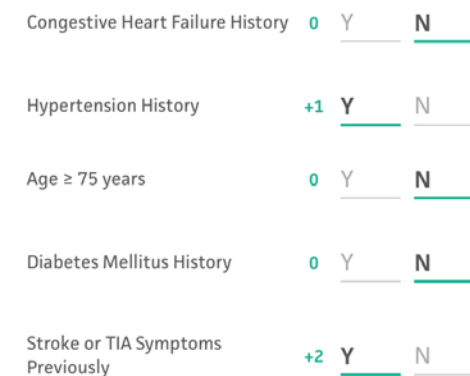 Congestive Heart Failure History 0 Y N
Hypertension History +1 Y N
Age ≥ 75 years 0 Y N
Diabetes Mellitus History 0 Y N
Stroke or TIA Symptoms
Previously +2 Y N